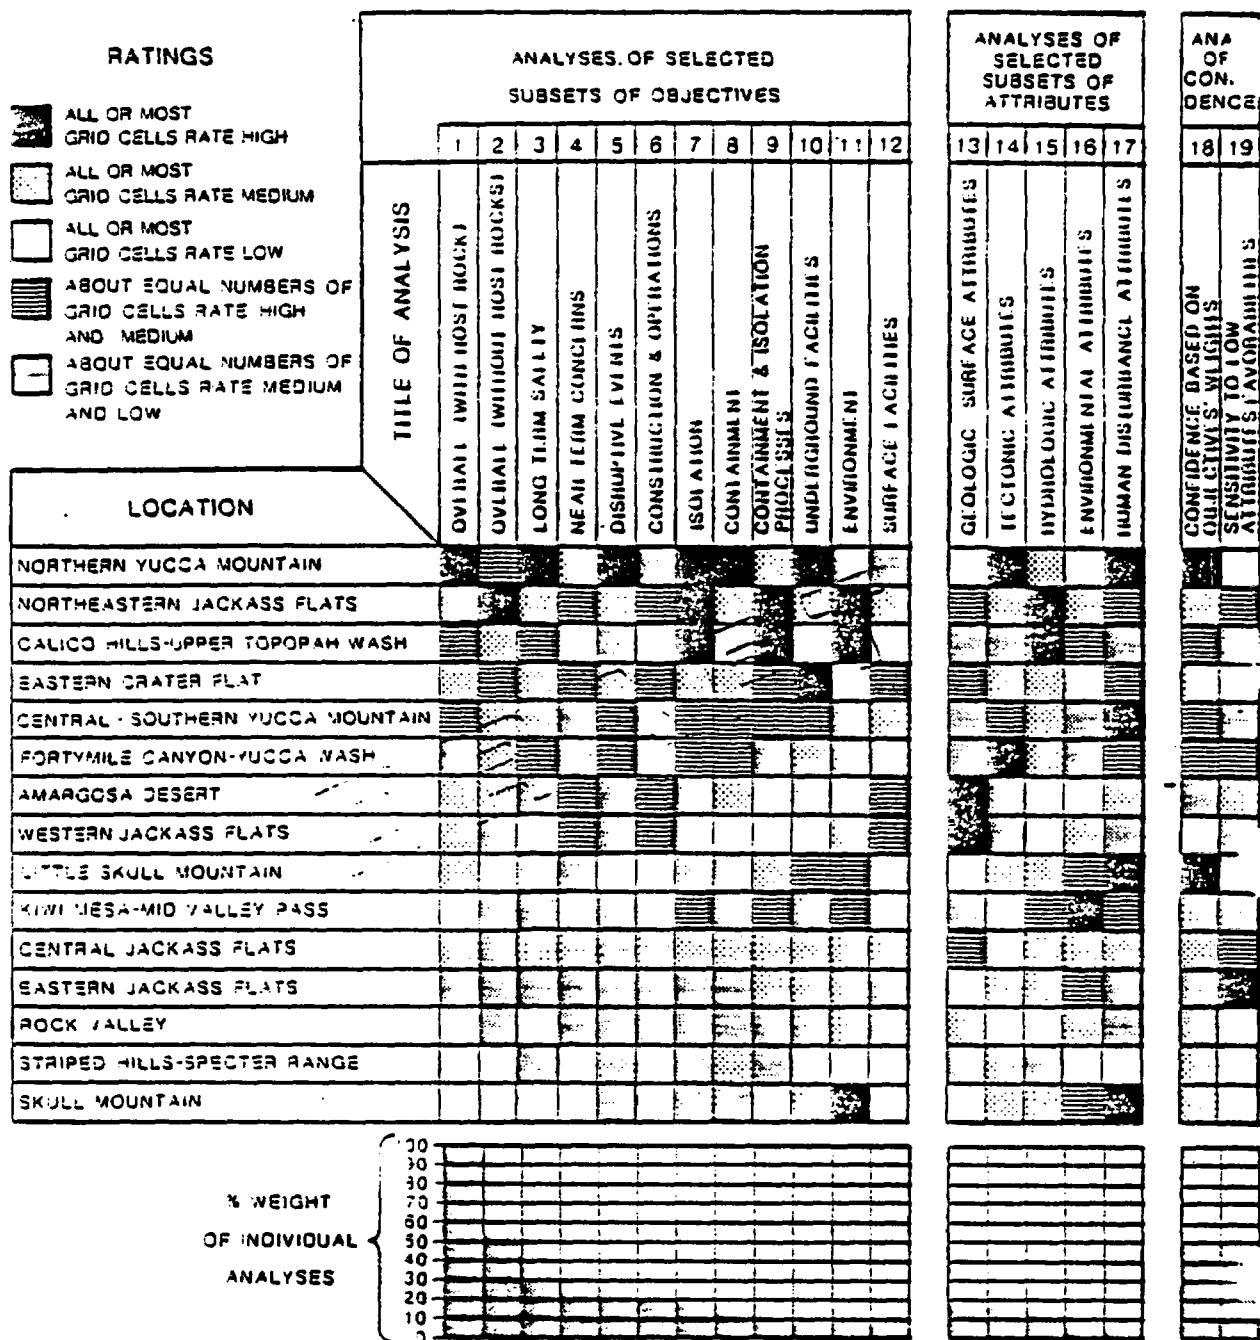 RATINGS
ALL OR MOST
GRID CELLS RATE HIGH
ALL OR MOST
GRID CELLS RATE MEDIUM
ALL OR MOST
GRID CELLS RATE LOW
ABOUT EQUAL NUMBERS OF
GRID CELLS RATE HIGH
AND MEDIUM
ABOUT EQUAL NUMBERS OF
GRID CELLS RATE MEDIUM
AND LOW
ANALYSES OF SELECTED
SUBSETS OF OBJECTIVES
ANALYSES OF
SELECTED
SUBSETS OF
ATTRIBUTES
ANA
OF
CON.
DENCE
1 2 3 4 5 6 7 8 9 10 11 12 13 14 15 16 17 18 19
TITLE OF ANALYSIS
OVERALL (WITH HOST ROCK)
OVERALL (WITHOUT HOST ROCKS)
LONG TERM SAFETY
NEAR TERM CONCERNS
DISRUPTIVE EVENTS
CONSTRUCTION & OPERATIONS
ISOLATION
CONTAINMENT
CONTAINMENT & ISOLATION
PROCESSES
UNDERGROUND FACILITIES
ENVIRONMENT
SURFACE FACILITIES
GEOLOGIC SURFACE ATTRIBUTES
TECTONIC ATTRIBUTES
HYDROLOGIC ATTRIBUTES
ENVIRONMENTAL ATTRIBUTES
HUMAN DISTURBANCE ATTRIBUTES
CONFIDENCE BASED ON
OBJECTIVES' WEIGHTS
SENSITIVITY TO LOW
ATTRIBUTES FAVORABILITIES
LOCATION
NORTHERN YUCCA MOUNTAIN
NORTHEASTERN JACKASS FLATS
CALICO HILLS-UPPER TOPOPAH WASH
EASTERN CRATER FLAT
CENTRAL - SOUTHERN YUCCA MOUNTAIN
FORTYMILE CANYON-YUCCA WASH
AMARGOSA DESERT
WESTERN JACKASS FLATS
LITTLE SKULL MOUNTAIN
KIWI MESA-MID VALLEY PASS
CENTRAL JACKASS FLATS
EASTERN JACKASS FLATS
ROCK VALLEY
STRIPED HILLS-SPECTER RANGE
SKULL MOUNTAIN
% WEIGHT
OF INDIVIDUAL
ANALYSES
90
80
70
60
50
40
30
20
10
0